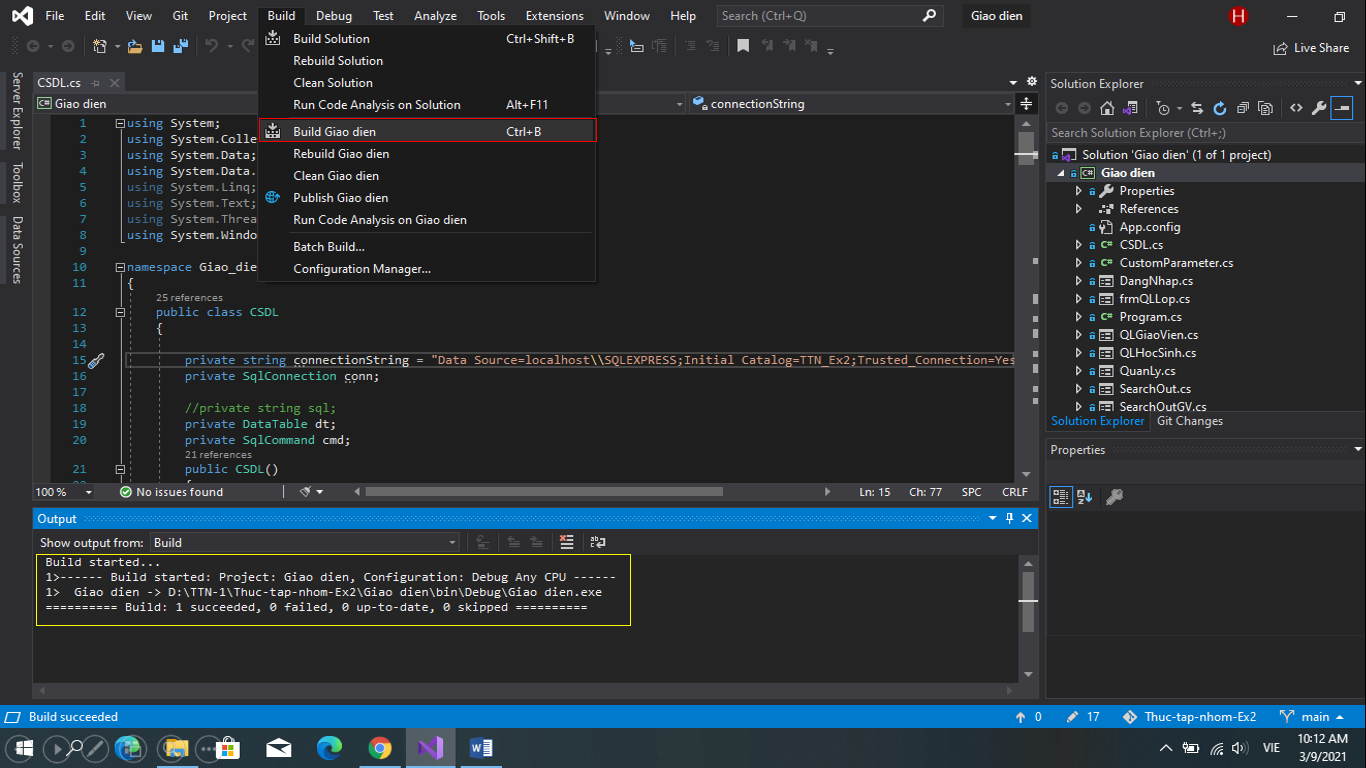 File Edit View Git Project Build Debug Test Analyze Tools Extensions Window Help Search (Ctrl+Q) Giao dien H
Live Share
Build Solution Ctrl+Shift+B
Rebuild Solution
Clean Solution
Run Code Analysis on Solution Alt+F11
Build Giao dien Ctrl+B
Rebuild Giao dien
Clean Giao dien
Publish Giao dien
Run Code Analysis on Giao dien
Batch Build...
Configuration Manager...
Server Explorer
Toolbox
Data Sources
CSDL.cs
Giao dien connectionString
1 using System;
2 using System.Colle
3 using System.Data;
4 using System.Data.
5 using System.Linq;
6 using System.Text;
7 using System.Threa
8 using System.Windo
9
10 namespace Giao_die
11 {
25 references
12 public class CSDL
13 {
14
15 private string connectionString = "Data Source=localhost\\SQLEXPRESS;Initial Catalog=TTN_Ex2;Trusted_Connection=Yes
16 private SqlConnection conn;
17
18 //private string sql;
19 private DataTable dt;
20 private SqlCommand cmd;
21 references
21 public CSDL()
100 % No issues found Ln: 15 Ch: 77 SPC CRLF
Solution Explorer
Search Solution Explorer (Ctrl+;)
Solution 'Giao dien' (1 of 1 project)
C# Giao dien
Properties
References
App.config
C# CSDL.cs
C# CustomParameter.cs
DangNhap.cs
frmQLLop.cs
C# Program.cs
QLGiaoVien.cs
QLHocSinh.cs
QuanLy.cs
SearchOut.cs
SearchOutGV.cs
Solution Explorer Git Changes
Properties
Output
Show output from: Build
Build started...
1>------ Build started: Project: Giao dien, Configuration: Debug Any CPU ------
1>  Giao dien -> D:\TTN-1\Thuc-tap-nhom-Ex2\Giao dien\bin\Debug\Giao dien.exe
========== Build: 1 succeeded, 0 failed, 0 up-to-date, 0 skipped ==========
Build succeeded 0 17 Thuc-tap-nhom-Ex2 main
VIE
10:12 AM
3/9/2021